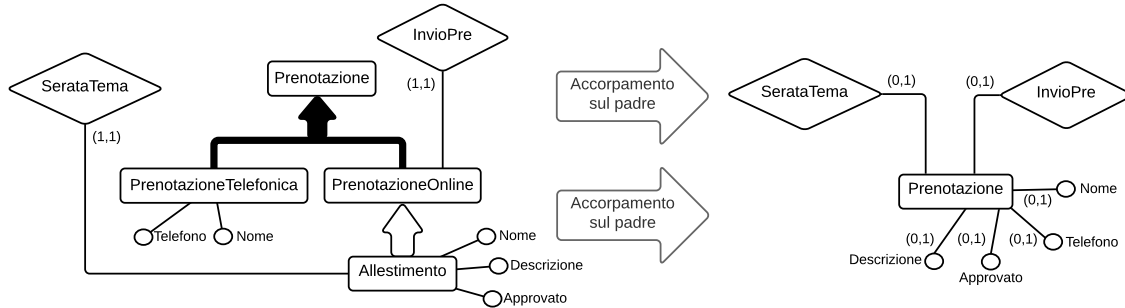 InvioPre
SerataTema
Prenotazione
(1,1)
(1,1)
PrenotazioneTelefonica
PrenotazioneOnline
Telefono
Nome
Nome
Allestimento
Descrizione
Approvato
Accorpamento
sul padre
Accorpamento
sul padre
SerataTema
(0,1)
(0,1)
InvioPre
Prenotazione
Nome
(0,1)
(0,1)
(0,1)
(0,1)
Telefono
Descrizione
Approvato